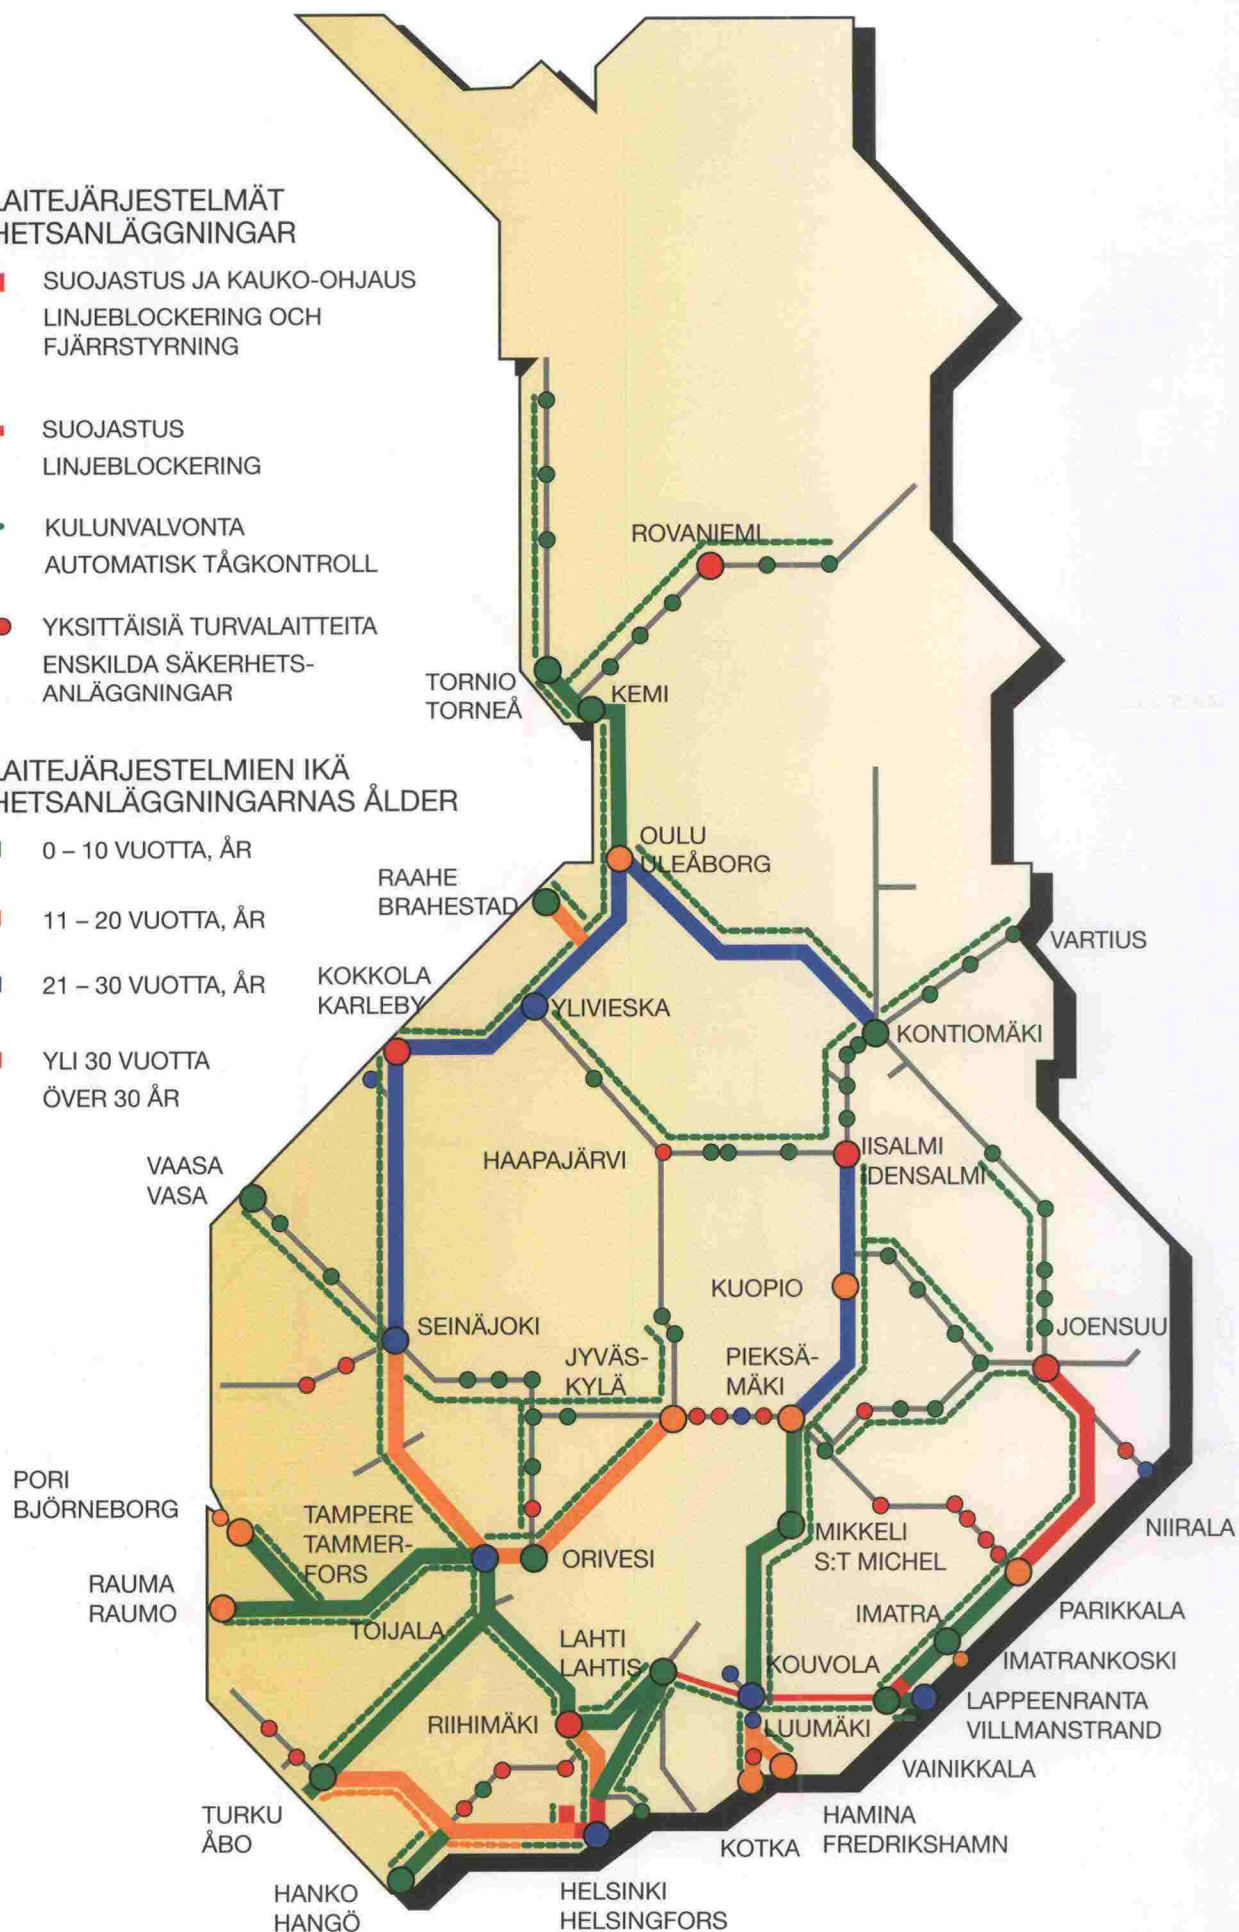 LAITEJÄRJESTELMÄT
HETSANLÄGGNINGAR
SUOJASTUS JA KAUKO-OHJAUS
LINJEBLOCKERING OCH
FJÄRRSTYRNING
SUOJASTUS
LINJEBLOCKERING
KULUNVALVONTA
AUTOMATISK TÅGKONTROLL
YKSITTÄISIÄ TURVALAITTEITA
ENSKILDA SÄKERHETS-
ANLÄGGNINGAR
LAITEJÄRJESTELMIEN IKÄ
HETSANLÄGGNINGARNAS ÅLDER
0 – 10 VUOTTA, ÅR
11 – 20 VUOTTA, ÅR
21 – 30 VUOTTA, ÅR
YLI 30 VUOTTA
ÖVER 30 ÅR
ROVANIEMI
TORNIO
TORNEÅ
KEMI
OULU
ULEÅBORG
RAAHE
BRAHESTAD
VARTIUS
KOKKOLA
KARLEBY
YLIVIESKA
KONTIOMÄKI
HAAPAJÄRVI
IISALMI
IDENSALMI
VAASA
VASA
KUOPIO
SEINÄJOKI
JOENSUU
JYVÄS-
KYLÄ
PIEKSÄ-
MÄKI
PORI
BJÖRNEBORG
TAMPERE
TAMMER-
FORS
ORIVESI
MIKKELI
S:T MICHEL
NIIRALA
RAUMA
RAUMO
TOIJALA
LAHTI
LAHTIS
IMATRA
PARIKKALA
KOUVOLA
IMATRANKOSKI
RIIHIMÄKI
LUUMÄKI
LAPPEENRANTA
VILLMANSTRAND
VAINIKKALA
TURKU
ÅBO
KOTKA
HAMINA
FREDRIKSHAMN
HANKO
HANGÖ
HELSINKI
HELSINGFORS